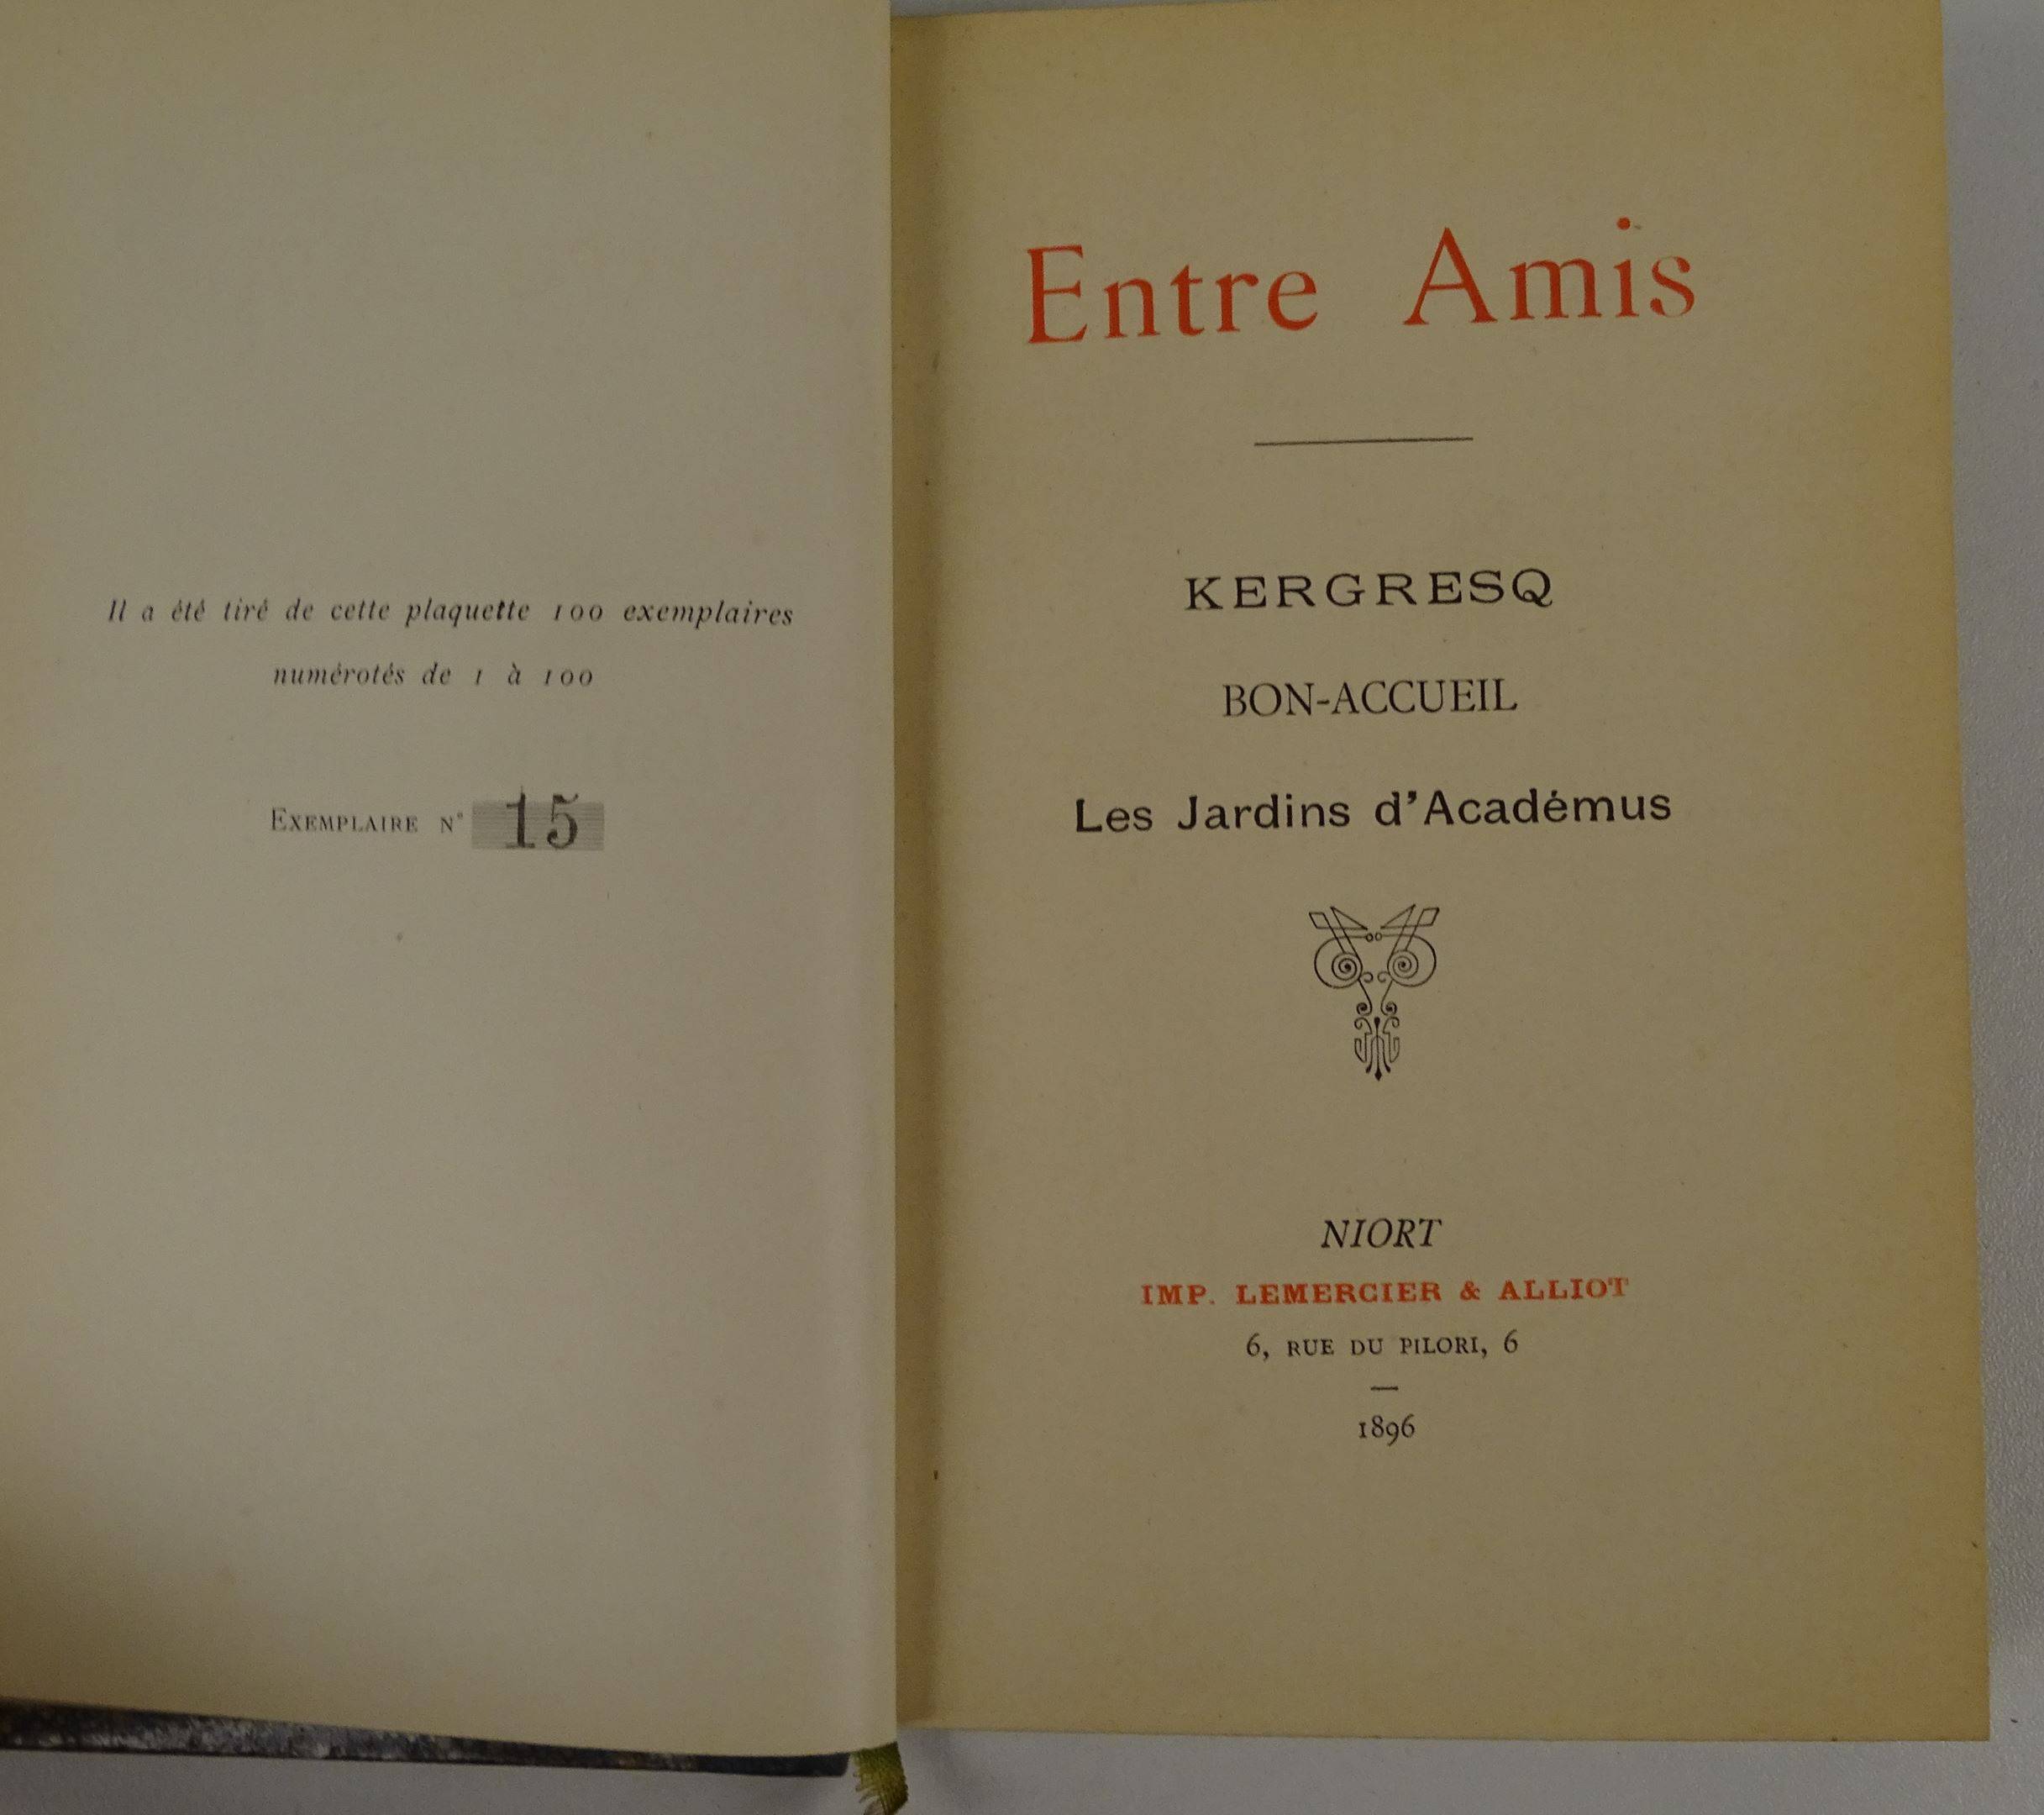 Il a été tiré de cette plaquette 100 exemplaires
numérotés de 1 à 100
EXEMPLAIRE N° 15
Entre Amis
KERGRESQ
BON-ACCUEIL
Les Jardins d'Académus
NIORT
IMP. LEMERCIER & ALLIOT
6, RUE DU PILORI, 6
1896